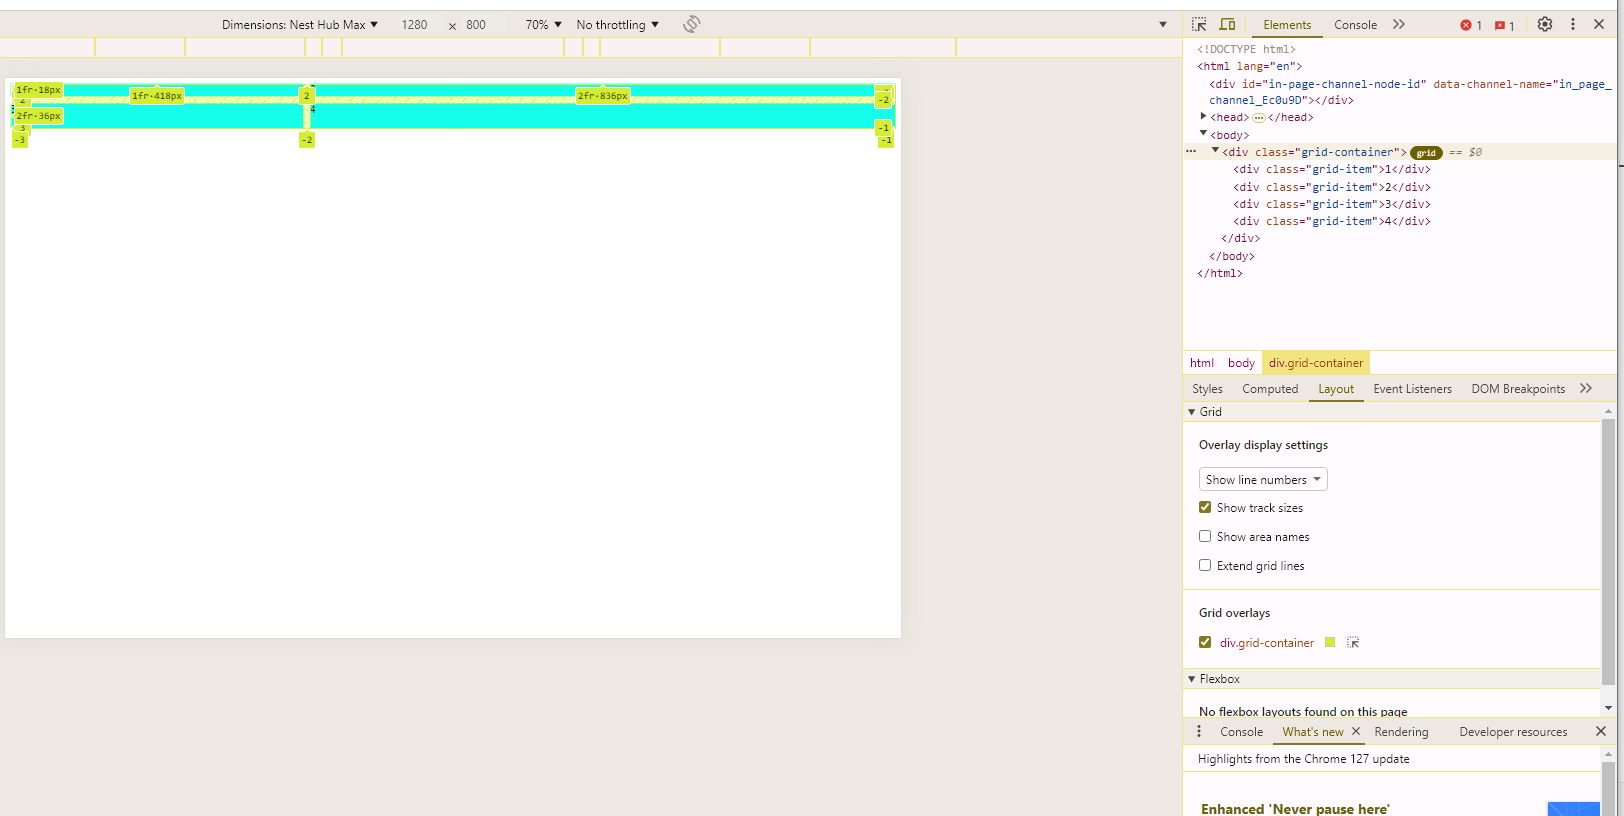 Dimensions: Nest Hub Max ▼ 1280 × 800 70% ▼ No throttling ▼
Elements Console 1 1
<!DOCTYPE html>
<html lang="en">
<div id="in-page-channel-node-id" data-channel-name="in_page_
channel_Ec0u9D"></div>
<head> ⋯ </head>
<body>
<div class="grid-container"> grid == $0
<div class="grid-item">1</div>
<div class="grid-item">2</div>
<div class="grid-item">3</div>
<div class="grid-item">4</div>
</div>
</body>
</html>
1fr·18px
1fr·418px 2 2fr·836px -2
2fr·36px 4
-1
-3 -2 -1
html body div.grid-container
Styles Computed Layout Event Listeners DOM Breakpoints
Grid
Overlay display settings
Show line numbers
Show track sizes
Show area names
Extend grid lines
Grid overlays
div.grid-container
Flexbox
No flexbox layouts found on this page
Console What's new Rendering Developer resources
Highlights from the Chrome 127 update
Enhanced 'Never pause here'